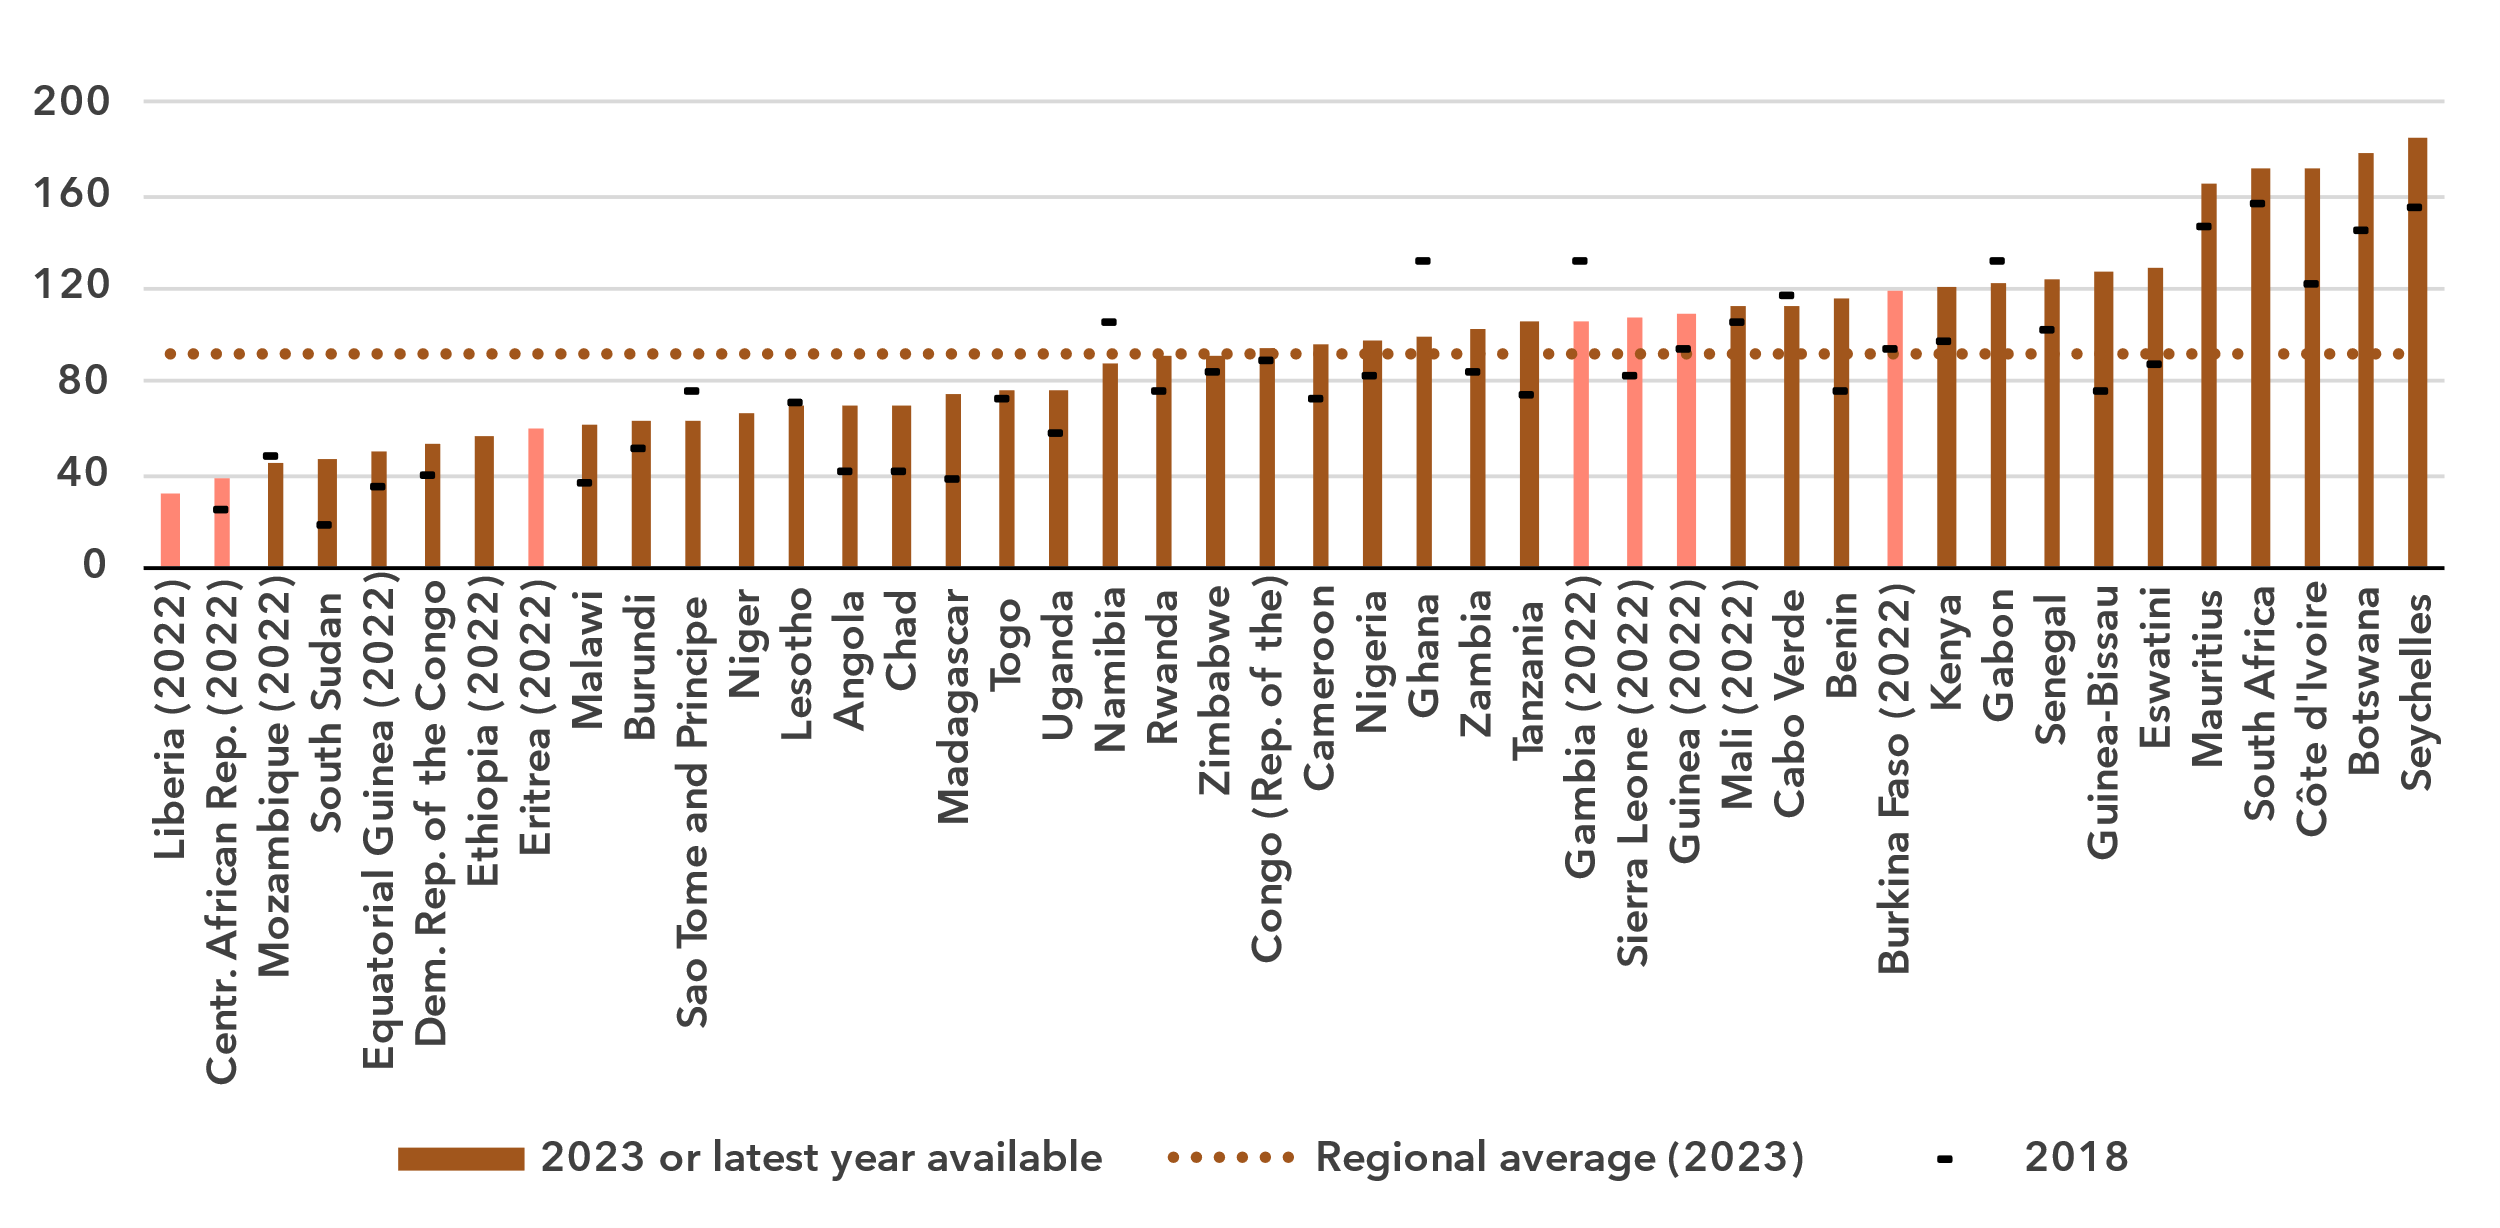 200
160
120
80
40
0
Liberia (2022)
Centr. African Rep. (2022)
Mozambique (2022)
South Sudan
Equatorial Guinea (2022)
Dem. Rep. of the Congo
Ethiopia (2022)
Eritrea (2022)
Malawi
Burundi
Sao Tome and Principe
Niger
Lesotho
Angola
Chad
Madagascar
Togo
Uganda
Namibia
Rwanda
Zimbabwe
Congo (Rep. of the)
Cameroon
Nigeria
Ghana
Zambia
Tanzania
Gambia (2022)
Sierra Leone (2022)
Guinea (2022)
Mali (2022)
Cabo Verde
Benin
Burkina Faso (2022)
Kenya
Gabon
Senegal
Guinea-Bissau
Eswatini
Mauritius
South Africa
Côte d'Ivoire
Botswana
Seychelles
2023 or latest year available
Regional average (2023)
2018